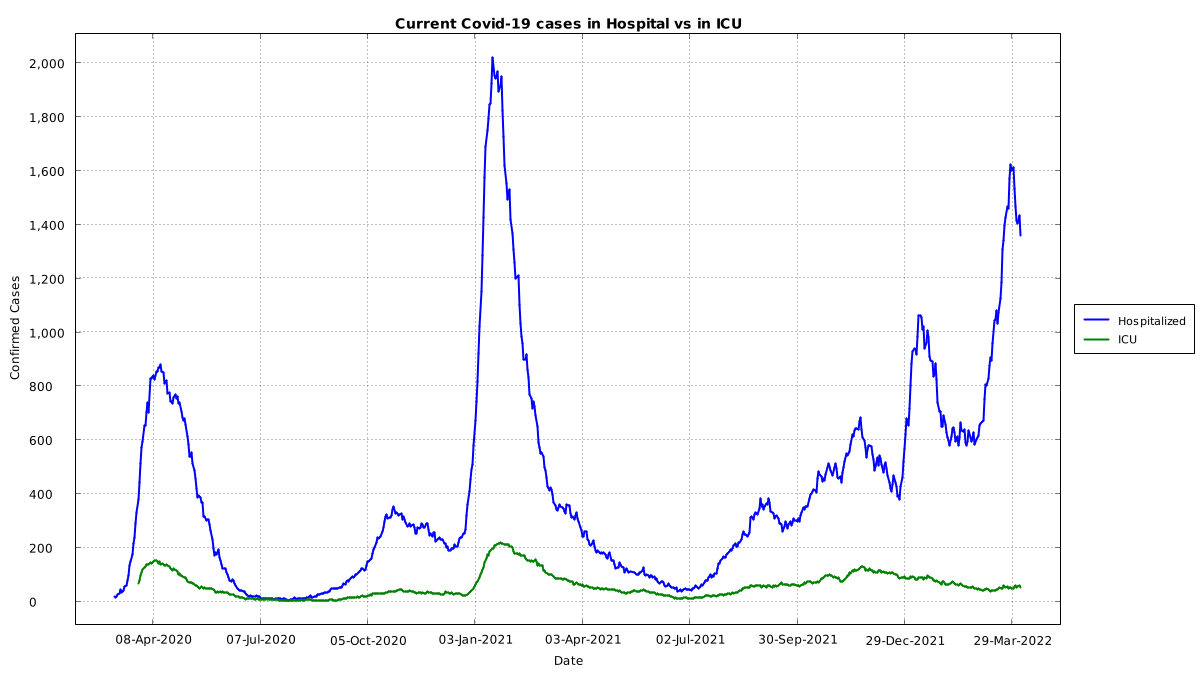 Current Covid-19 cases in Hospital vs in ICU
2,000
1,800
1,600
1,400
1,200
1,000
800
600
400
200
0
Confirmed Cases
08-Apr-2020 07-Jul-2020 05-Oct-2020 03-Jan-2021 03-Apr-2021 02-Jul-2021 30-Sep-2021 29-Dec-2021 29-Mar-2022
Date
Hospitalized
ICU